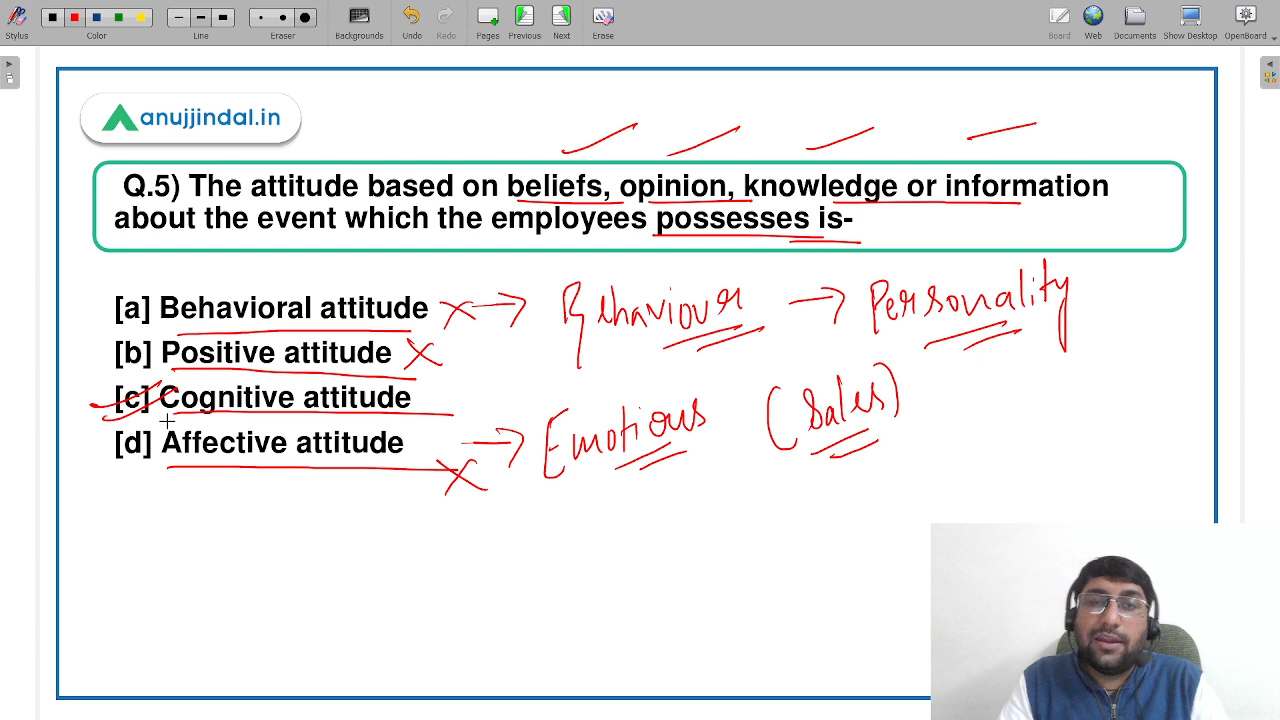 Stylus
Color
Line
Eraser
Backgrounds
Undo
Redo
Pages
Previous
Next
Erase
Board
Web
Documents
Show Desktop
OpenBoard
anujjindal.in
Q.5) The attitude based on beliefs, opinion, knowledge or information
about the event which the employees possesses is-
[a] Behavioral attitude
Behaviour
Personality
[b] Positive attitude
[c] Cognitive attitude
[d] Affective attitude
Emotious
(Sales)